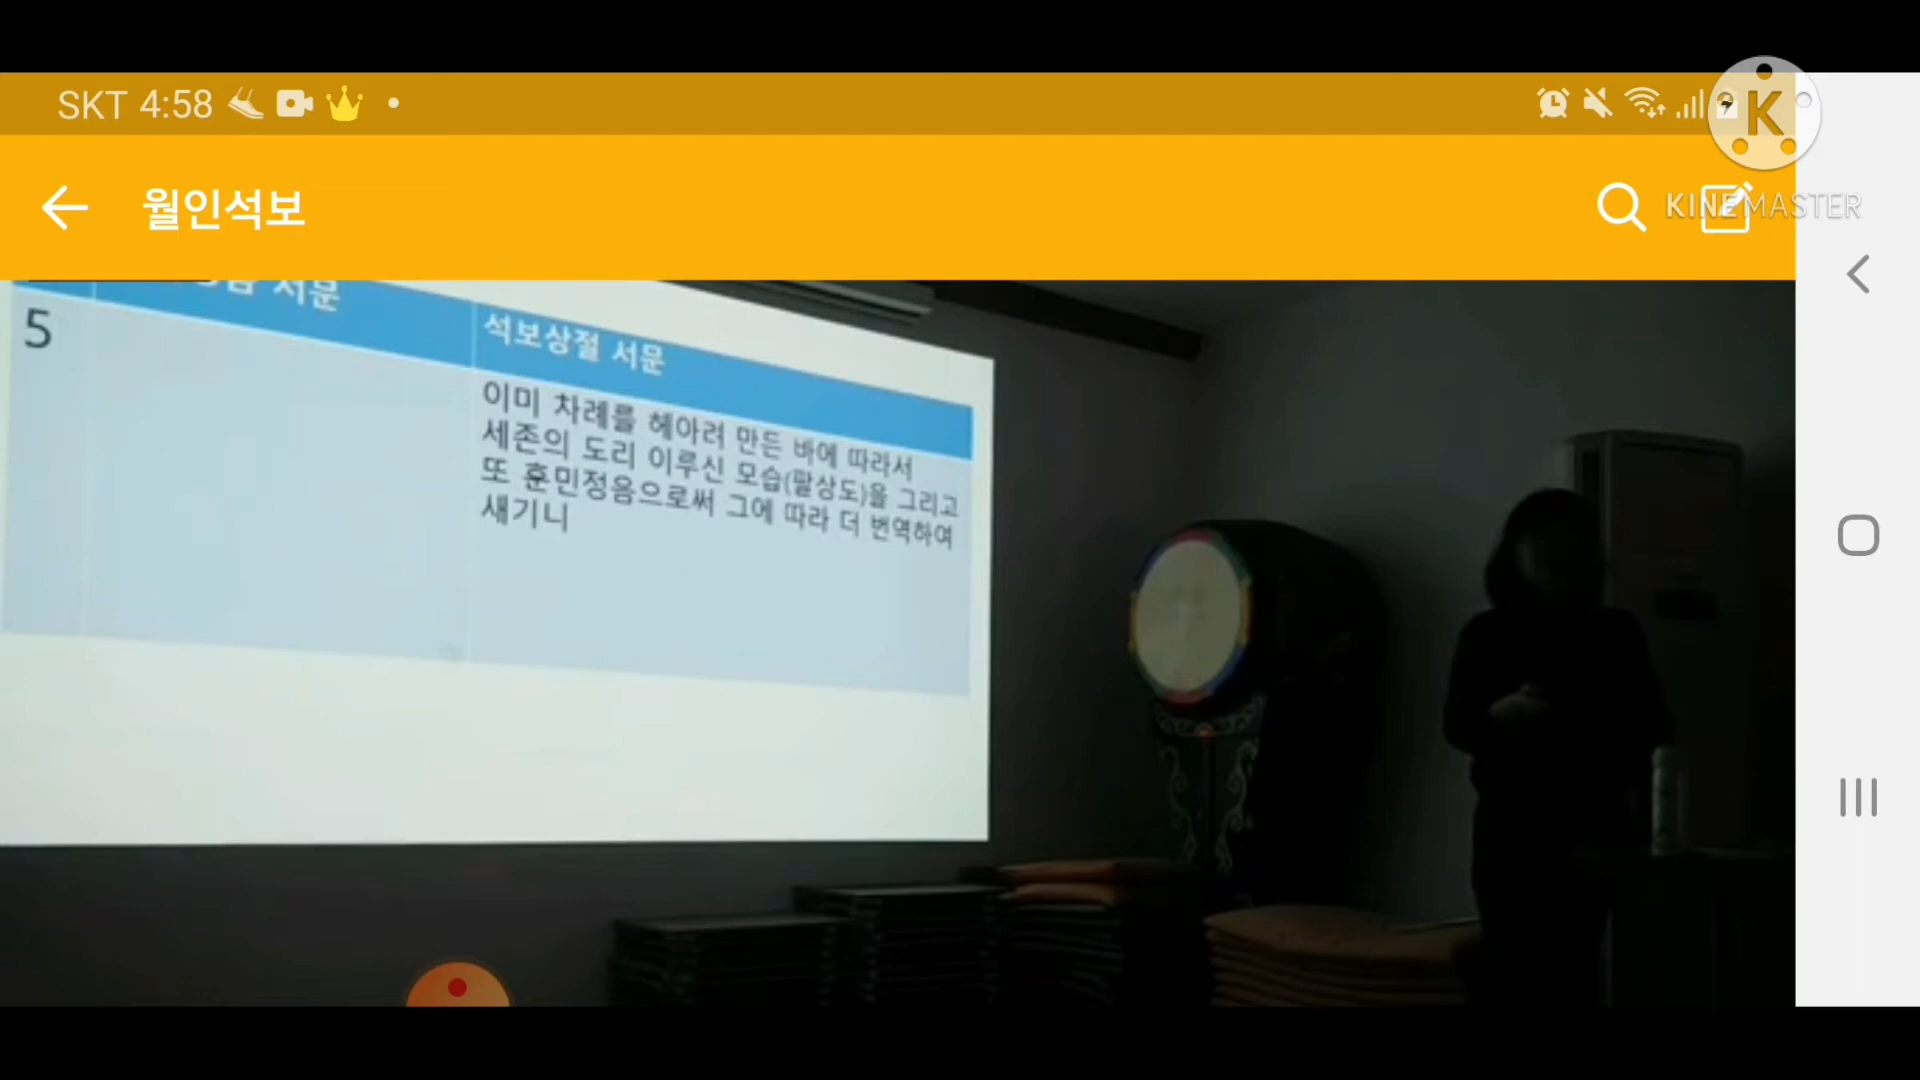 SKT 4:58
K
월인석보
KINEMASTER
서문
석보상절 서문
5
이미 차례를 헤아려 만든 바에 따라서
세존의 도리 이루신 모습(팔상도)을 그리고
또 훈민정음으로써 그에 따라 더 번역하여
새기니